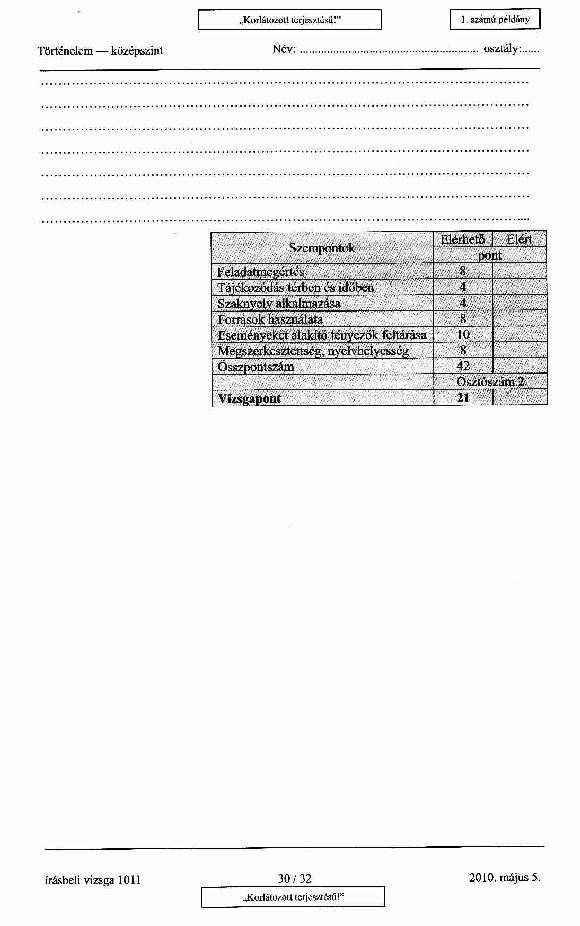 „Korlátozott terjesztésű!"
1. számú példány
Történelem — középszint
Név: ............................................................ osztály:......
Szempontok
Elérhető
Elért
pont
Feladatmegértés 8
Tájékozódás térben és időben 4
Szaknyelv alkalmazása 4
Források használata 8
Eseményeket alakító tényezők feltárása 10
Megszerkesztettség, nyelvhelyesség 8
Összpontszám 42
Osztószám 2
Vizsgapont 21
írásbeli vizsga 1011
30 / 32
2010. május 5.
„Korlátozott terjesztésű!"